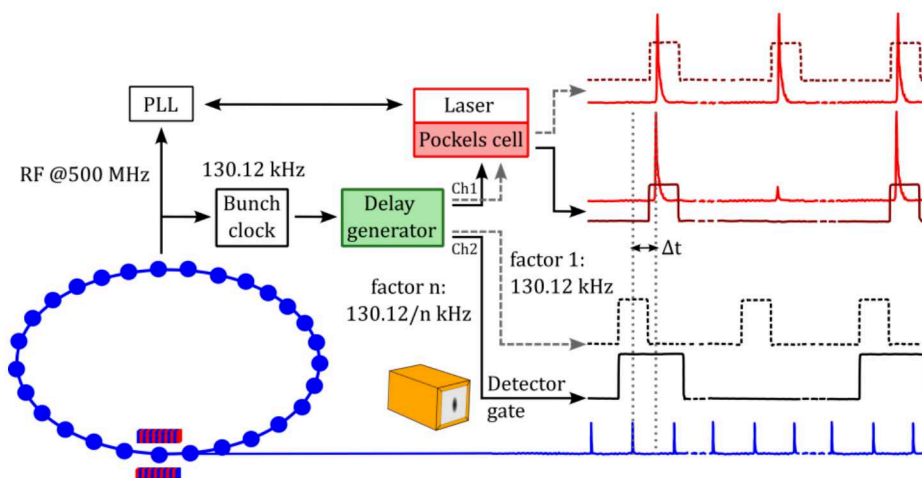 PLL
Laser
Pockels cell
RF @500 MHz
130.12 kHz
Bunch
clock
Delay
generator
Ch1
Ch2
factor 1:
130.12 kHz
Δt
factor n:
130.12/n kHz
Detector
gate